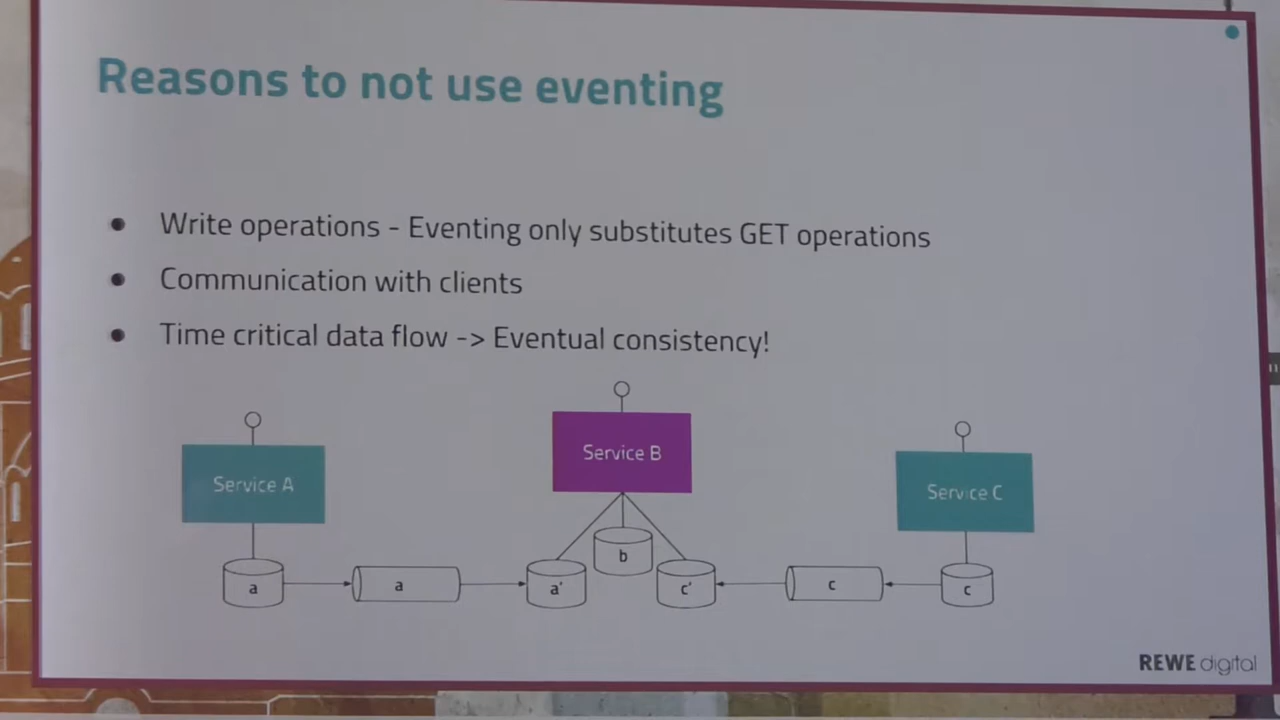 Reasons to not use eventing
● Write operations - Eventing only substitutes GET operations
● Communication with clients
● Time critical data flow -> Eventual consistency!
Service A
Service B
Service C
a
a
a'
b
c'
c
c
REWE digital